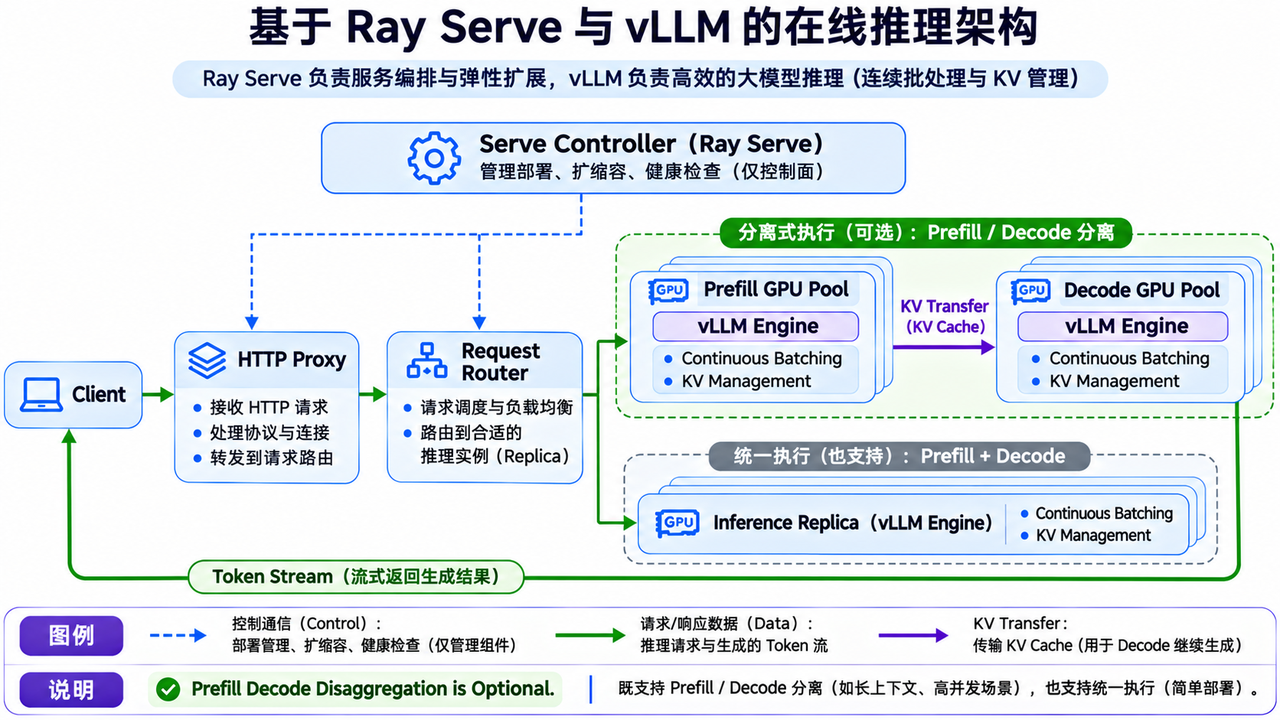 基于 Ray Serve 与 vLLM 的在线推理架构
Ray Serve 负责服务编排与弹性扩展，vLLM 负责高效的大模型推理 (连续批处理与 KV 管理)
Serve Controller（Ray Serve）
管理部署、扩缩容、健康检查（仅控制面）
Client
HTTP Proxy
接收 HTTP 请求
处理协议与连接
转发到请求路由
Request
Router
请求调度与负载均衡
路由到合适的
推理实例（Replica）
分离式执行（可选）：Prefill / Decode 分离
GPU
Prefill GPU Pool
vLLM Engine
Continuous Batching
KV Management
KV Transfer
（KV Cache）
GPU
Decode GPU Pool
vLLM Engine
Continuous Batching
KV Management
统一执行（也支持）：Prefill + Decode
GPU
Inference Replica（vLLM Engine）
Continuous Batching
KV Management
Token Stream（流式返回生成结果）
图例
控制通信（Control）：
部署管理、扩缩容、健康检查（仅管理组件）
请求/响应数据（Data）：
推理请求与生成的 Token 流
KV Transfer：
传输 KV Cache（用于 Decode 继续生成）
说明
Prefill Decode Disaggregation is Optional.
既支持 Prefill / Decode 分离（如长上下文、高并发场景），也支持统一执行（简单部署）。